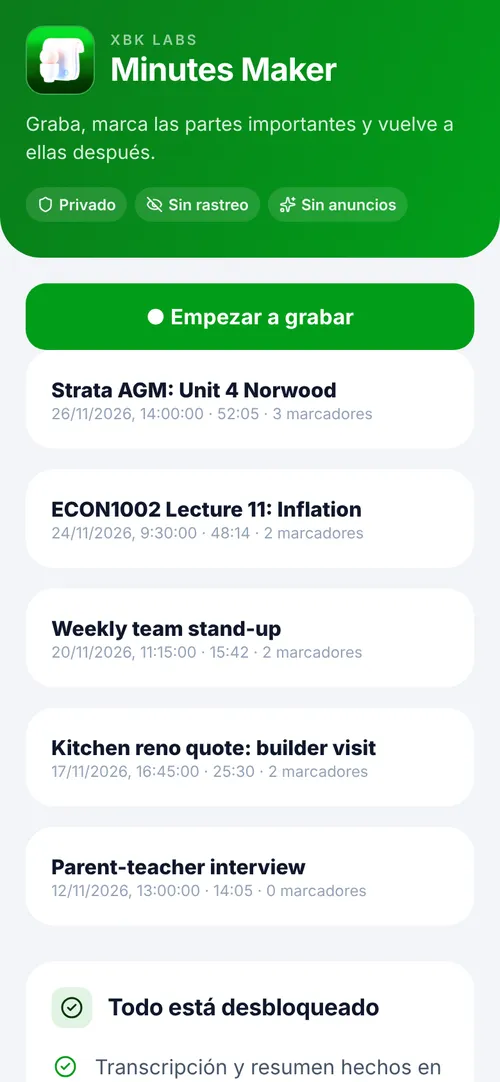 XBK LABS
Minutes Maker
Graba, marca las partes importantes y vuelve a
ellas después.
Privado
Sin rastreo
Sin anuncios
Empezar a grabar
Strata AGM: Unit 4 Norwood
26/11/2026, 14:00:00 · 52:05 · 3 marcadores
ECON1002 Lecture 11: Inflation
24/11/2026, 9:30:00 · 48:14 · 2 marcadores
Weekly team stand-up
20/11/2026, 11:15:00 · 15:42 · 2 marcadores
Kitchen reno quote: builder visit
17/11/2026, 16:45:00 · 25:30 · 2 marcadores
Parent-teacher interview
12/11/2026, 13:00:00 · 14:05 · 0 marcadores
Todo está desbloqueado
Transcripción y resumen hechos en